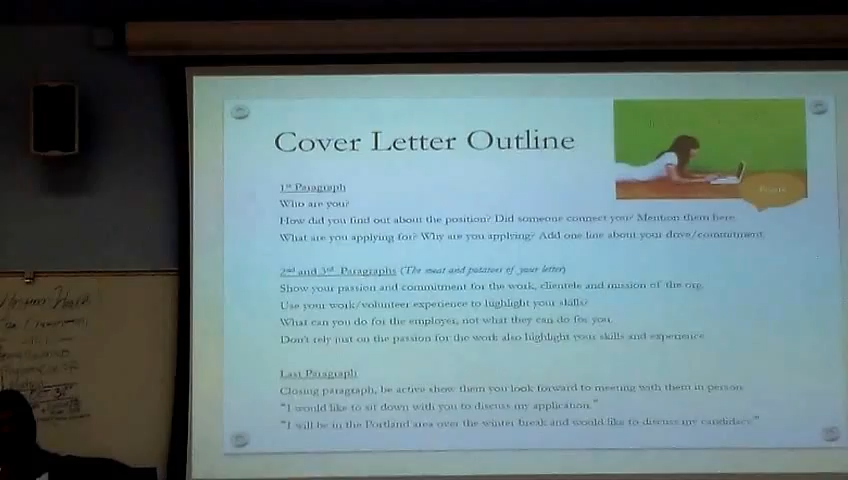 Cover Letter Outline
1st Paragraph
Who are you?
How did you find out about the position? Did someone connect you? Mention them here.
What are you applying for? Why are you applying? Add one line about your drive/commitment.
2nd and 3rd Paragraphs (The meat and potatoes of your letter)
Show your passion and commitment for the work, clientele and mission of the org.
Use your work/volunteer experience to highlight your skills?
What can you do for the employer, not what they can do for you.
Don't rely just on the passion for the work also highlight your skills and experience
Last Paragraph
Closing paragraph, be active show them you look forward to meeting with them in person.
"I would like to sit down with you to discuss my application."
"I will be in the Portland area over the winter break and would like to discuss my candidacy."